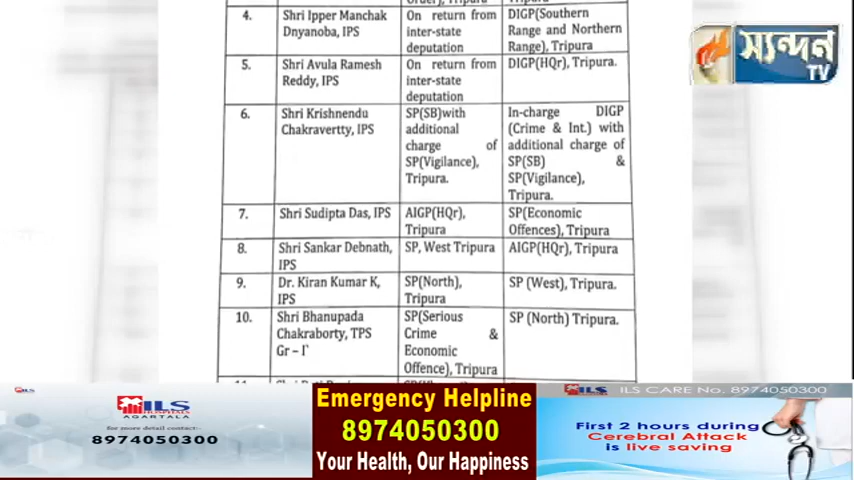 Order), Tripura Tripura
4. Shri Ipper Manchak On return from DIGP(Southern
Dnyanoba, IPS inter-state Range and Northern
deputation Range), Tripura
5. Shri Avula Ramesh On return from DIGP(HQr), Tripura.
Reddy, IPS inter-state
deputation
6. Shri Krishnendu SP(SB)with In-charge DIGP
Chakravertty, IPS additional (Crime & Int.) with
charge of additional charge of
SP(Vigilance), SP(SB) &
Tripura. SP(Vigilance),
Tripura.
7. Shri Sudipta Das, IPS AIGP(HQr), SP(Economic
Tripura Offences), Tripura
8. Shri Sankar Debnath, SP, West Tripura AIGP(HQr), Tripura
IPS
9. Dr. Kiran Kumar K, SP(North), SP (West), Tripura.
IPS Tripura
10. Shri Bhanupada SP(Serious SP (North) Tripura.
Chakraborty, TPS Crime &
Gr – I Economic
Offence), Tripura
স্যন্দন
TV
ILS
HOSPITALS
AGARTALA
for more detail contact:-
8974050300
Emergency Helpline
8974050300
Your Health, Our Happiness
ILS ILS CARE No. 8974050300
First 2 hours during
Cerebral Attack
is live saving